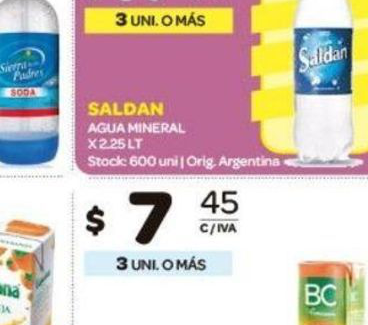 3 UNI. O MÁS
Sierra de los
Padres
SODA
Saldan
SALDAN
AGUA MINERAL
X 2.25 LT
Stock: 600 uni | Orig. Argentina
$ 7 45
C/IVA
3 UNI. O MÁS
BC